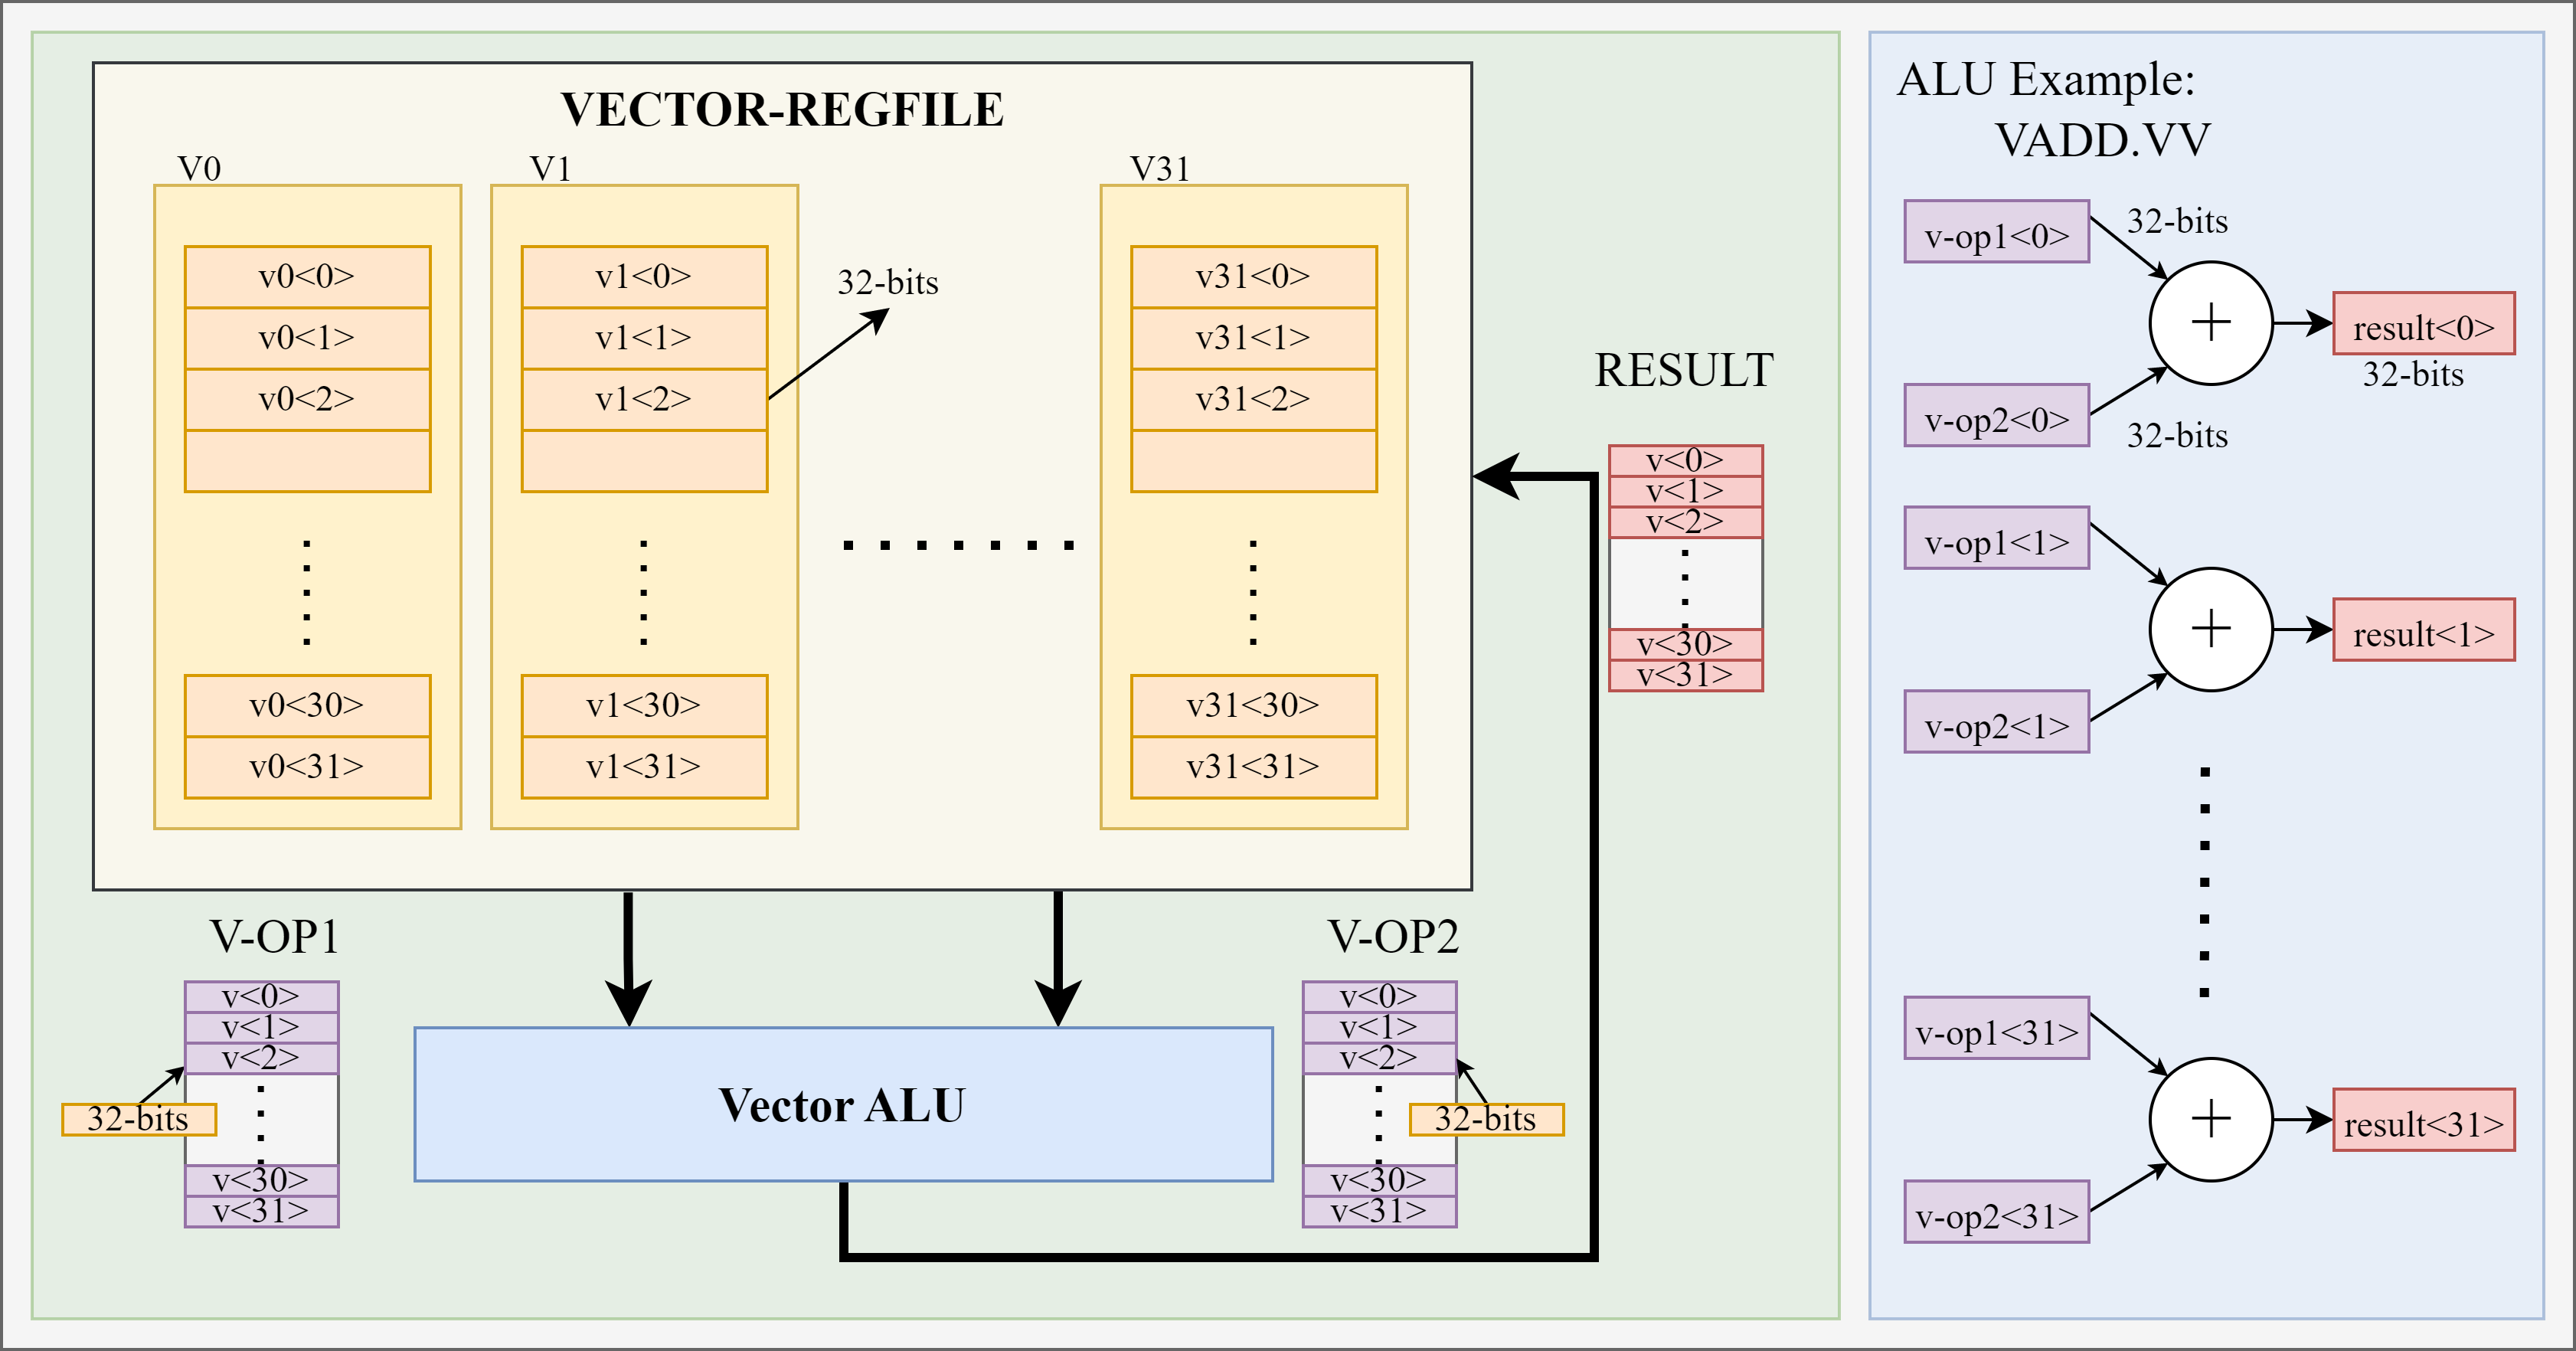 VECTOR-REGFILE
V0
V1
V31
v0<0>
v0<1>
v0<2>
v0<30>
v0<31>
v1<0>
v1<1>
v1<2>
v1<30>
v1<31>
32-bits
v31<0>
v31<1>
v31<2>
v31<30>
v31<31>
RESULT
v<0>
v<1>
v<2>
v<30>
v<31>
V-OP1
v<0>
v<1>
v<2>
32-bits
v<30>
v<31>
Vector ALU
V-OP2
v<0>
v<1>
v<2>
32-bits
v<30>
v<31>
ALU Example:
VADD.VV
v-op1<0>
32-bits
v-op2<0>
32-bits
result<0>
32-bits
v-op1<1>
v-op2<1>
result<1>
v-op1<31>
v-op2<31>
result<31>